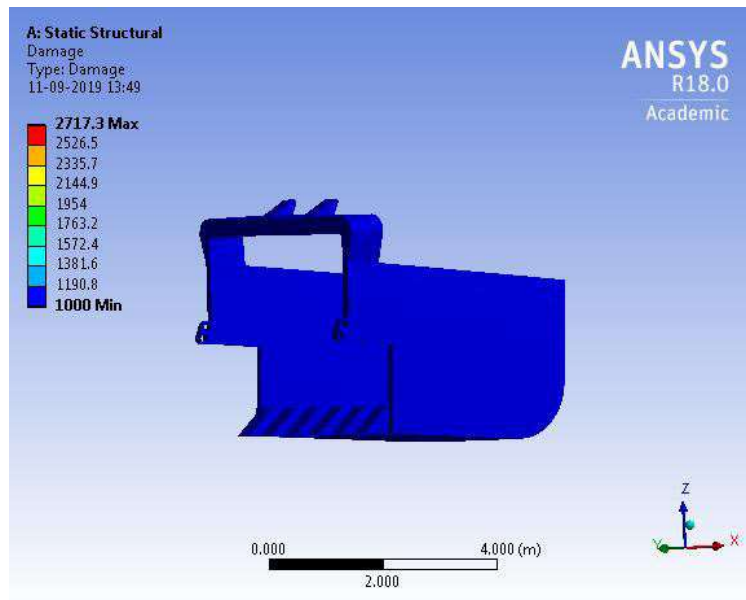 A: Static Structural
Damage
Type: Damage
11-09-2019 13:49
2717.3 Max
2526.5
2335.7
2144.9
1954
1763.2
1572.4
1381.6
1190.8
1000 Min
ANSYS
R18.0
Academic
Z
Y
X
0.000
4.000 (m)
2.000